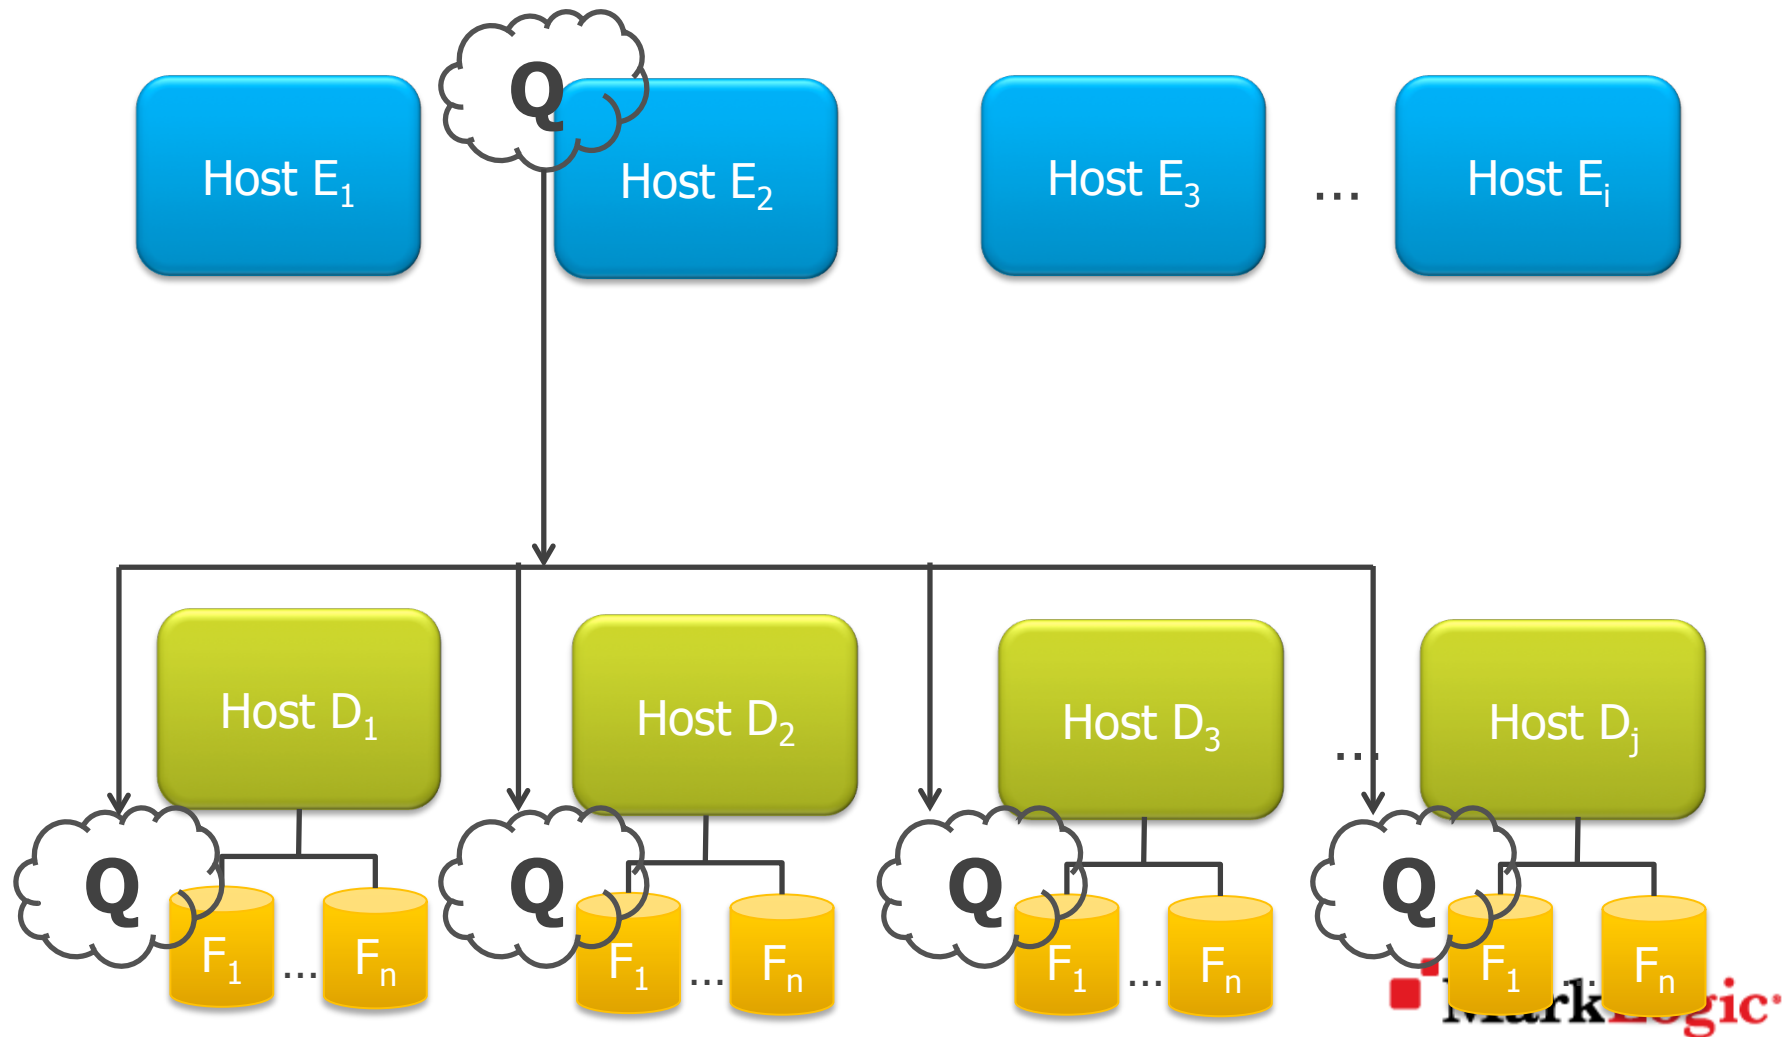 Q
Host E₁
Host E₂
Host E₃
...
Host Eᵢ
Host D₁
Host D₂
Host D₃
...
Host Dⱼ
Q
F₁
...
Fₙ
Q
F₁
...
Fₙ
Q
F₁
...
Fₙ
Q
F₁
...
Fₙ
MarkLogic